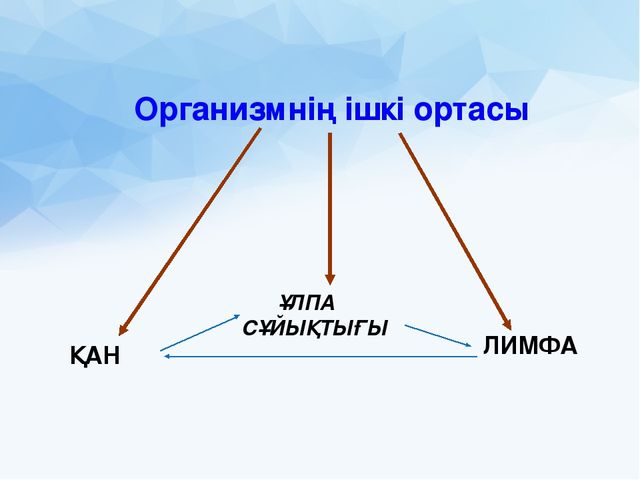 Организмнің ішкі ортасы
ҰЛПА
СҰЙЫҚТЫҒЫ
ҚАН
ЛИМФА